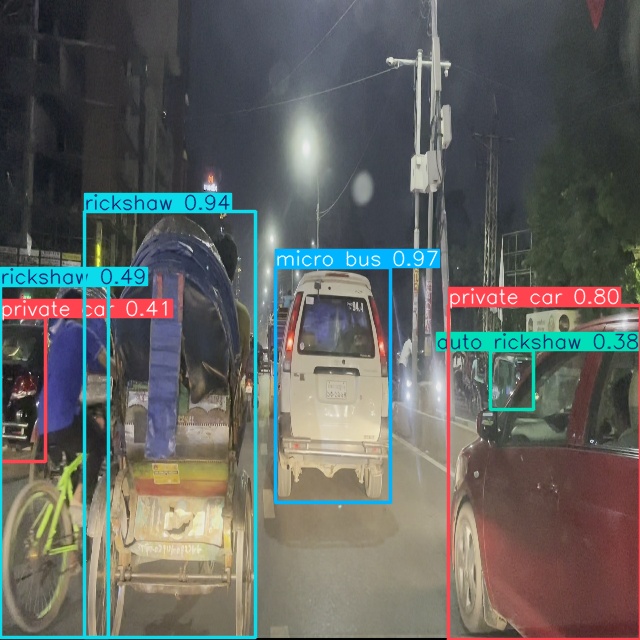 rickshaw 0.94
micro bus 0.97
rickshaw 0.49
private car 0.80
private car 0.41
auto rickshaw 0.38